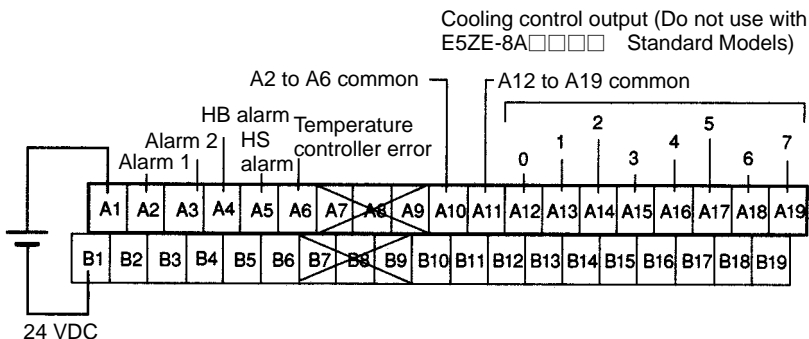 Cooling control output (Do not use with
E5ZE-8A□□□□ Standard Models)
A2 to A6 common
A12 to A19 common
HB alarm
Temperature
controller error
Alarm 2
HS
alarm
Alarm 1
0 1 2 3 4 5 6 7
A1 A2 A3 A4 A5 A6 A7 A8 A9 A10 A11 A12 A13 A14 A15 A16 A17 A18 A19
B1 B2 B3 B4 B5 B6 B7 B8 B9 B10 B11 B12 B13 B14 B15 B16 B17 B18 B19
24 VDC